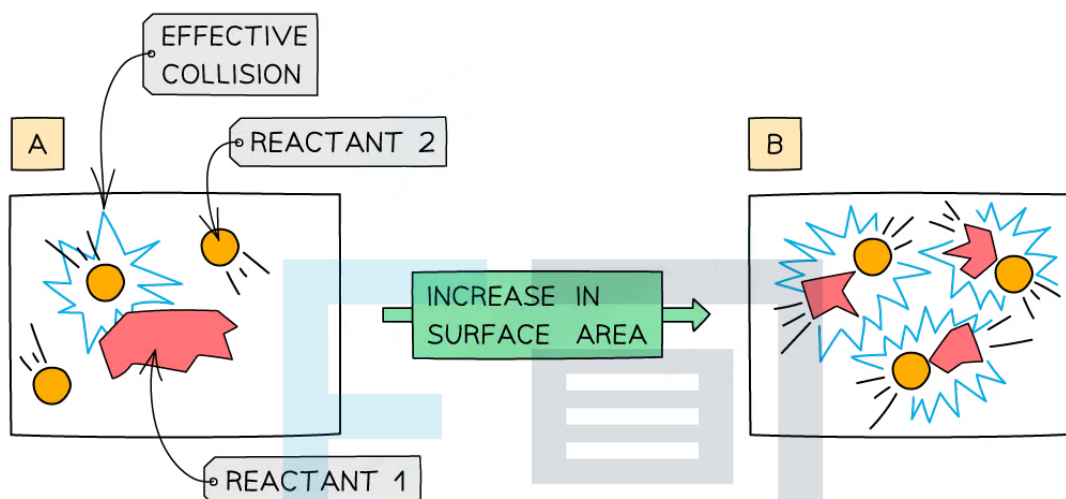 EFFECTIVE
COLLISION
REACTANT 2
A
B
INCREASE IN
SURFACE AREA
REACTANT 1